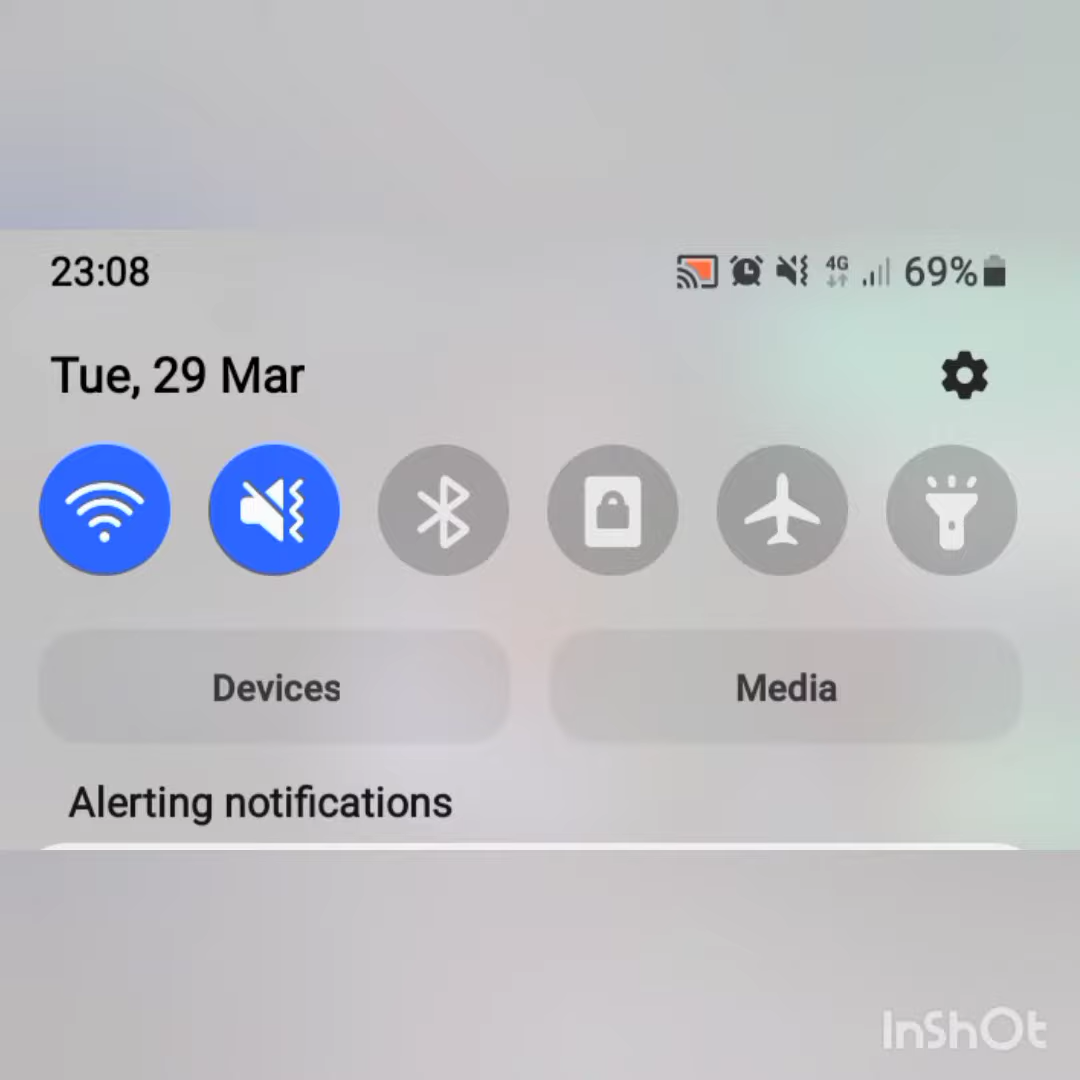 23:08
4G
69%
Tue, 29 Mar
Devices
Media
Alerting notifications
InShOt